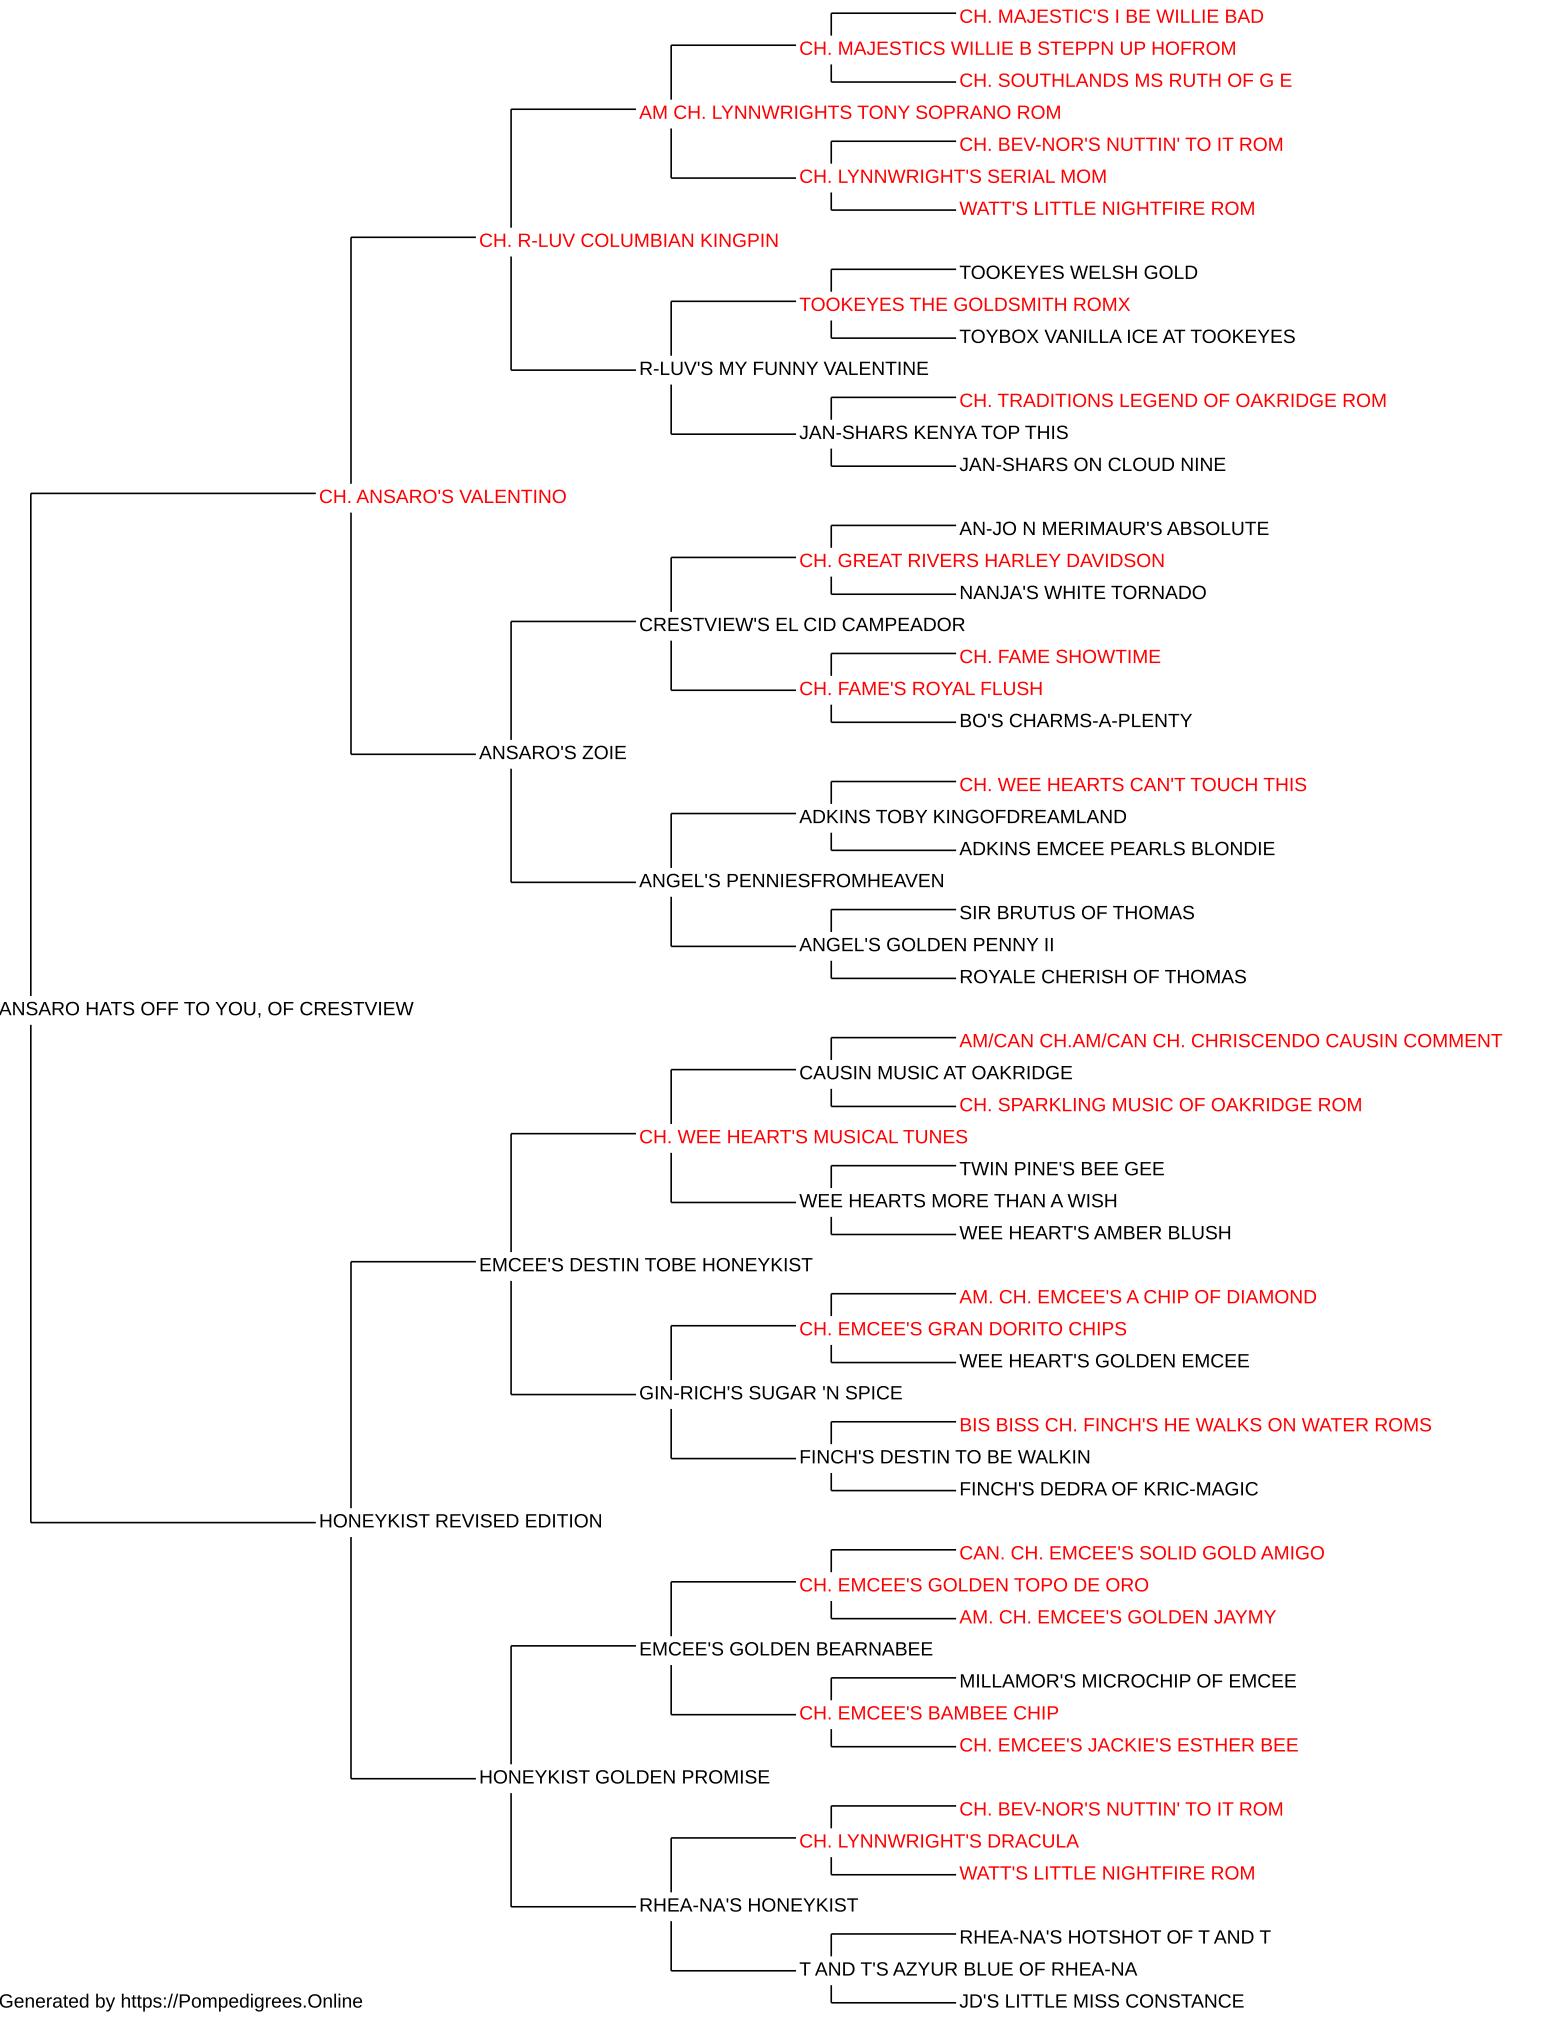 CH. MAJESTIC'S I BE WILLIE BAD
CH. MAJESTICS WILLIE B STEPPN UP HOFROM
CH. SOUTHLANDS MS RUTH OF G E
AM CH. LYNNWRIGHTS TONY SOPRANO ROM
CH. BEV-NOR'S NUTTIN' TO IT ROM
CH. LYNNWRIGHT'S SERIAL MOM
WATT'S LITTLE NIGHTFIRE ROM
CH. R-LUV COLUMBIAN KINGPIN
TOOKEYES WELSH GOLD
TOOKEYES THE GOLDSMITH ROMX
TOYBOX VANILLA ICE AT TOOKEYES
R-LUV'S MY FUNNY VALENTINE
CH. TRADITIONS LEGEND OF OAKRIDGE ROM
JAN-SHARS KENYA TOP THIS
JAN-SHARS ON CLOUD NINE
CH. ANSARO'S VALENTINO
AN-JO N MERIMAUR'S ABSOLUTE
CH. GREAT RIVERS HARLEY DAVIDSON
NANJA'S WHITE TORNADO
CRESTVIEW'S EL CID CAMPEADOR
CH. FAME SHOWTIME
CH. FAME'S ROYAL FLUSH
BO'S CHARMS-A-PLENTY
ANSARO'S ZOIE
CH. WEE HEARTS CAN'T TOUCH THIS
ADKINS TOBY KINGOFDREAMLAND
ADKINS EMCEE PEARLS BLONDIE
ANGEL'S PENNIESFROMHEAVEN
SIR BRUTUS OF THOMAS
ANGEL'S GOLDEN PENNY II
ROYALE CHERISH OF THOMAS
ANSARO HATS OFF TO YOU, OF CRESTVIEW
AM/CAN CH.AM/CAN CH. CHRISCENDO CAUSIN COMMENT
CAUSIN MUSIC AT OAKRIDGE
CH. SPARKLING MUSIC OF OAKRIDGE ROM
CH. WEE HEART'S MUSICAL TUNES
TWIN PINE'S BEE GEE
WEE HEARTS MORE THAN A WISH
WEE HEART'S AMBER BLUSH
EMCEE'S DESTIN TOBE HONEYKIST
AM. CH. EMCEE'S A CHIP OF DIAMOND
CH. EMCEE'S GRAN DORITO CHIPS
WEE HEART'S GOLDEN EMCEE
GIN-RICH'S SUGAR 'N SPICE
BIS BISS CH. FINCH'S HE WALKS ON WATER ROMS
FINCH'S DESTIN TO BE WALKIN
FINCH'S DEDRA OF KRIC-MAGIC
HONEYKIST REVISED EDITION
CAN. CH. EMCEE'S SOLID GOLD AMIGO
CH. EMCEE'S GOLDEN TOPO DE ORO
AM. CH. EMCEE'S GOLDEN JAYMY
EMCEE'S GOLDEN BEARNABEE
MILLAMOR'S MICROCHIP OF EMCEE
CH. EMCEE'S BAMBEE CHIP
CH. EMCEE'S JACKIE'S ESTHER BEE
HONEYKIST GOLDEN PROMISE
CH. BEV-NOR'S NUTTIN' TO IT ROM
CH. LYNNWRIGHT'S DRACULA
WATT'S LITTLE NIGHTFIRE ROM
RHEA-NA'S HONEYKIST
RHEA-NA'S HOTSHOT OF T AND T
T AND T'S AZYUR BLUE OF RHEA-NA
JD'S LITTLE MISS CONSTANCE
Generated by https://Pompedigrees.Online